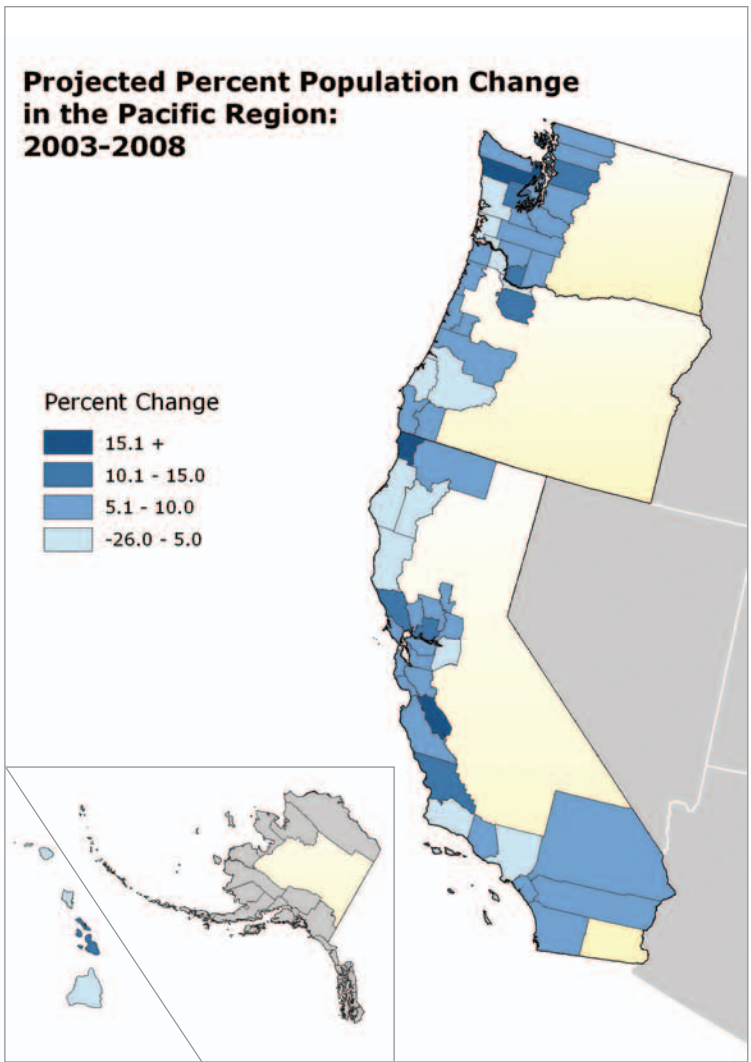 Projected Percent Population Change
in the Pacific Region:
2003-2008
Percent Change
15.1 +
10.1 - 15.0
5.1 - 10.0
-26.0 - 5.0